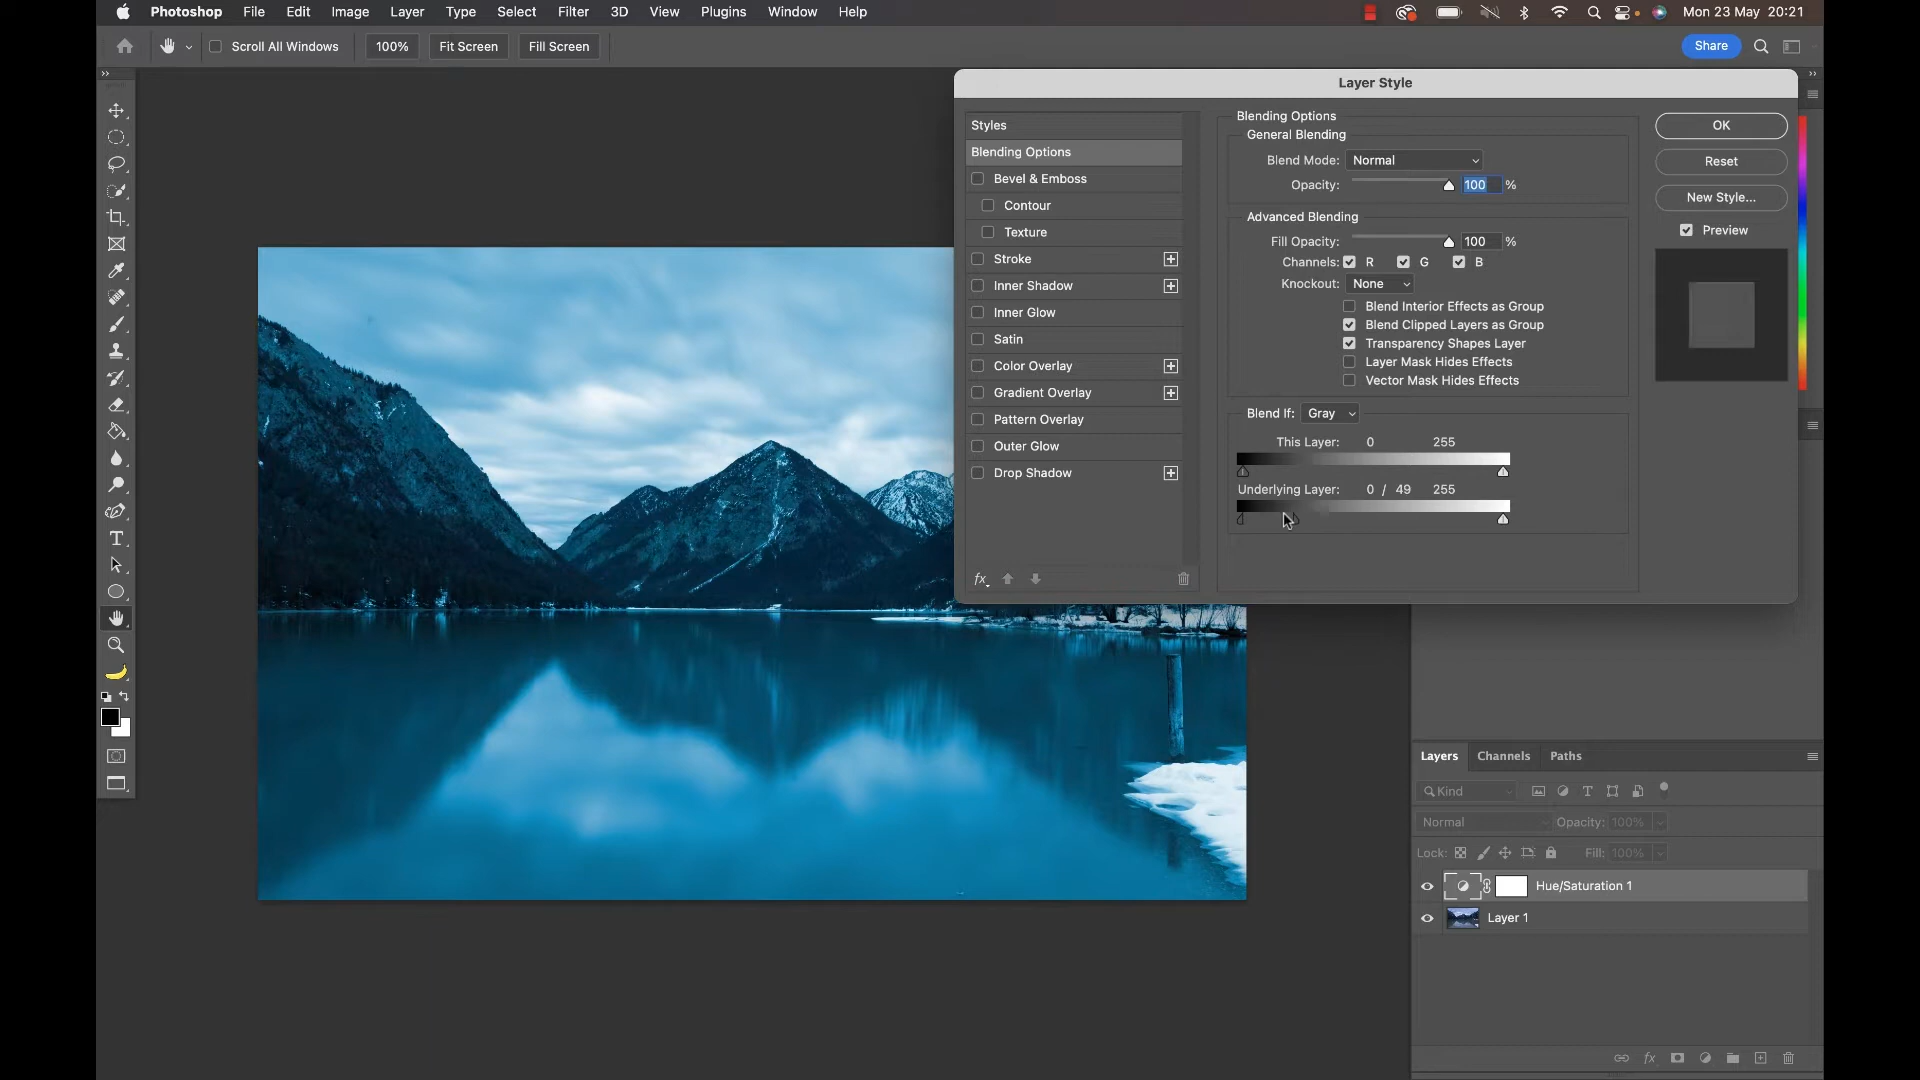 Photoshop File Edit Image Layer Type Select Filter 3D View Plugins Window Help Mon 23 May 20:21
Scroll All Windows 100% Fit Screen Fill Screen Share
Layer Style
Styles
Blending Options
Bevel & Emboss
Contour
Texture
Stroke
Inner Shadow
Inner Glow
Satin
Color Overlay
Gradient Overlay
Pattern Overlay
Outer Glow
Drop Shadow
fx
Blending Options
General Blending
Blend Mode: Normal
Opacity: 100 %
Advanced Blending
Fill Opacity: 100 %
Channels: R G B
Knockout: None
Blend Interior Effects as Group
Blend Clipped Layers as Group
Transparency Shapes Layer
Layer Mask Hides Effects
Vector Mask Hides Effects
Blend If: Gray
This Layer: 0 255
Underlying Layer: 0 / 49 255
OK
Reset
New Style...
Preview
T
Layers Channels Paths
Kind T
Normal Opacity: 100%
Lock: Fill: 100%
Hue/Saturation 1
Layer 1
fx